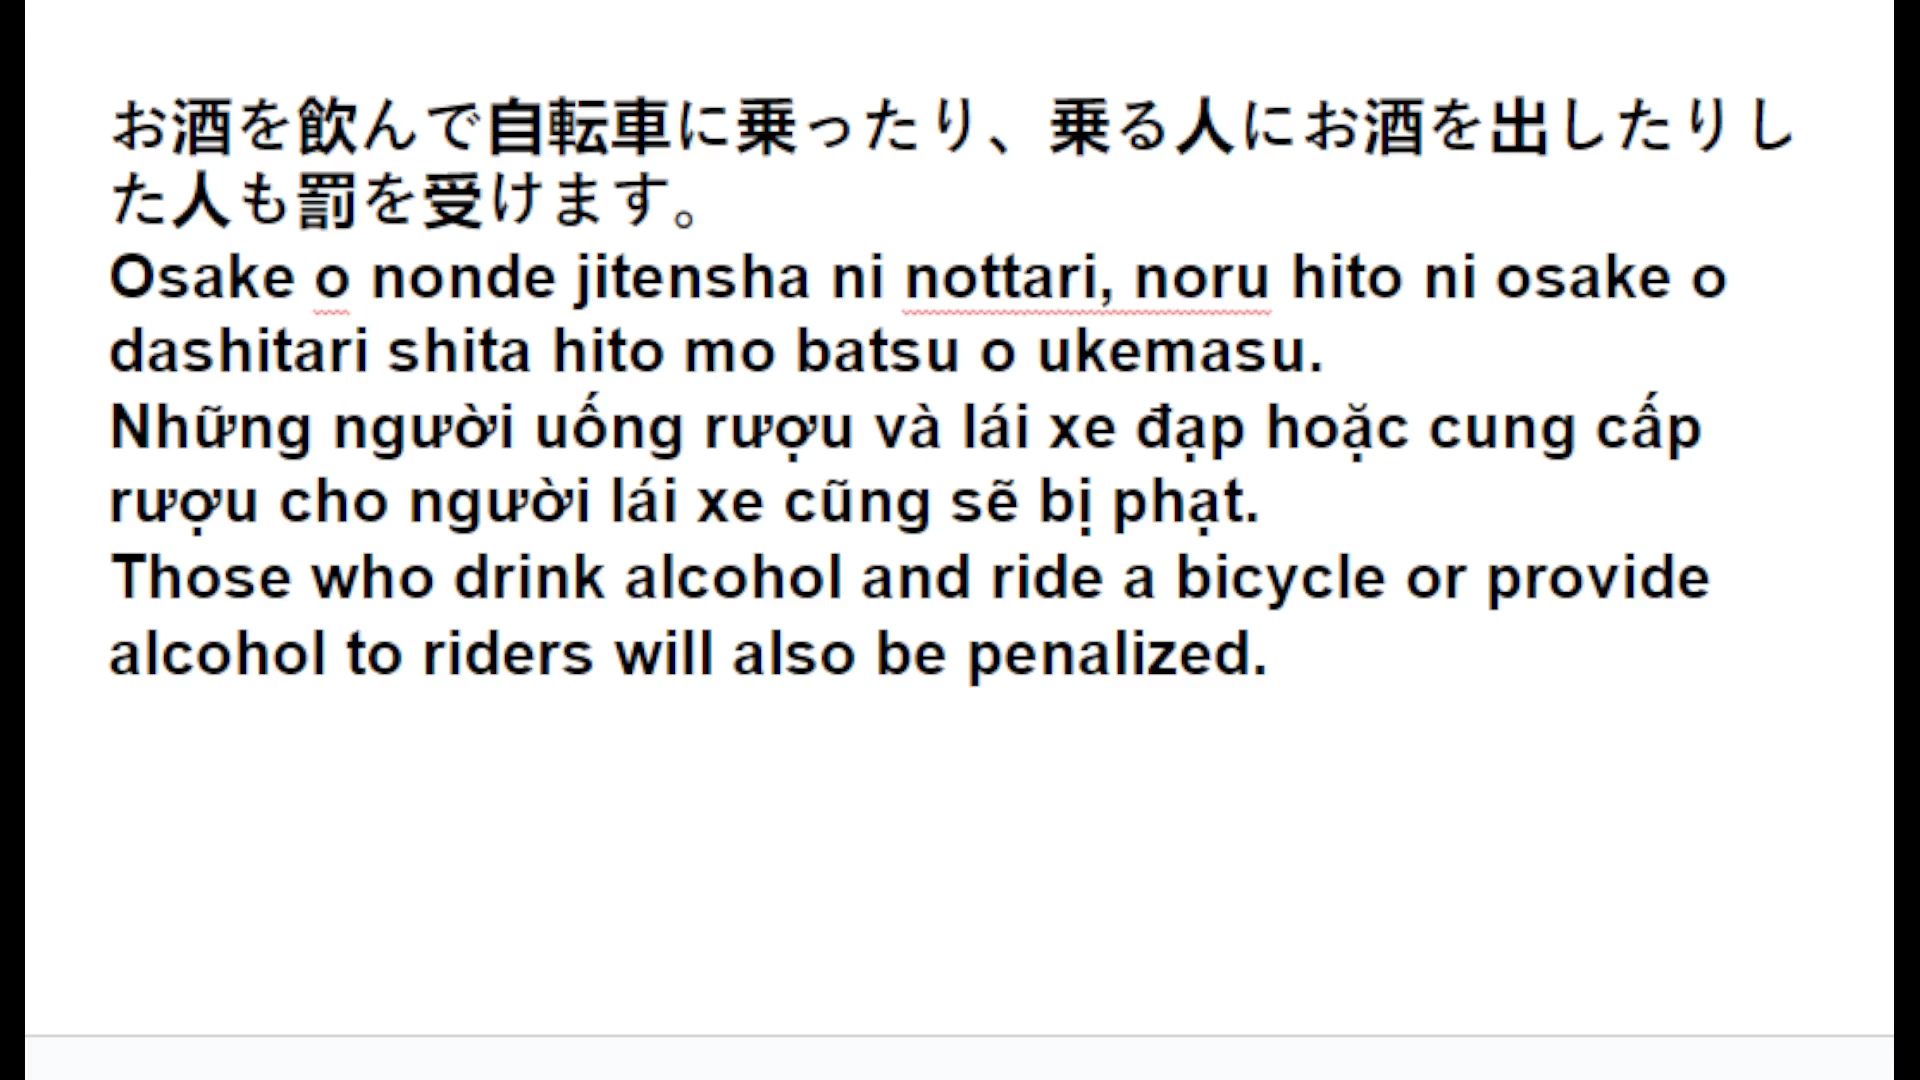 お酒を飲んで自転車に乗ったり、乗る人にお酒を出したりし
た人も罰を受けます。
Osake o nonde jitensha ni nottari, noru hito ni osake o
dashitari shita hito mo batsu o ukemasu.
Những người uống rượu và lái xe đạp hoặc cung cấp
rượu cho người lái xe cũng sẽ bị phạt.
Those who drink alcohol and ride a bicycle or provide
alcohol to riders will also be penalized.